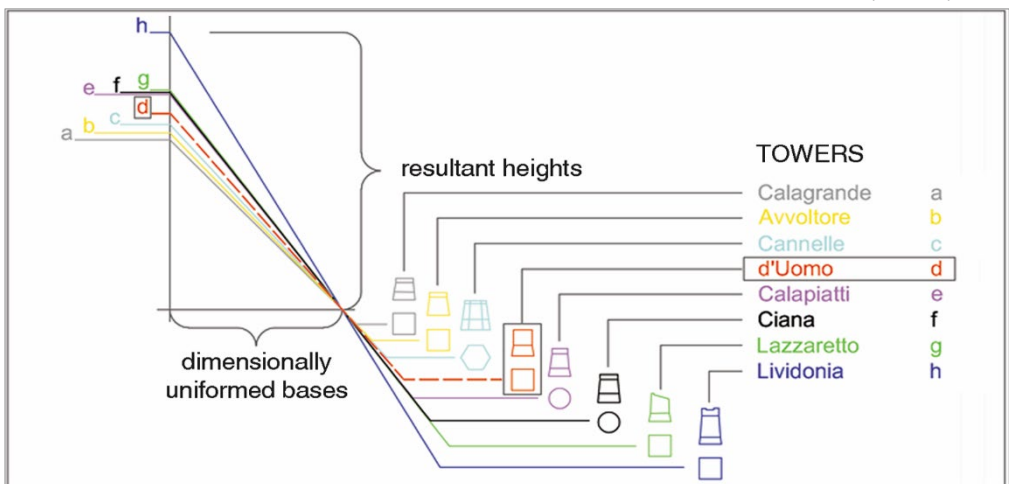 h
g
f
e
d
c
b
a
resultant heights
dimensionally
uniformed bases
TOWERS
Calagrande a
Avvoltore b
Cannelle c
d'Uomo d
Calapiatti e
Ciana f
Lazzaretto g
Lividonia h